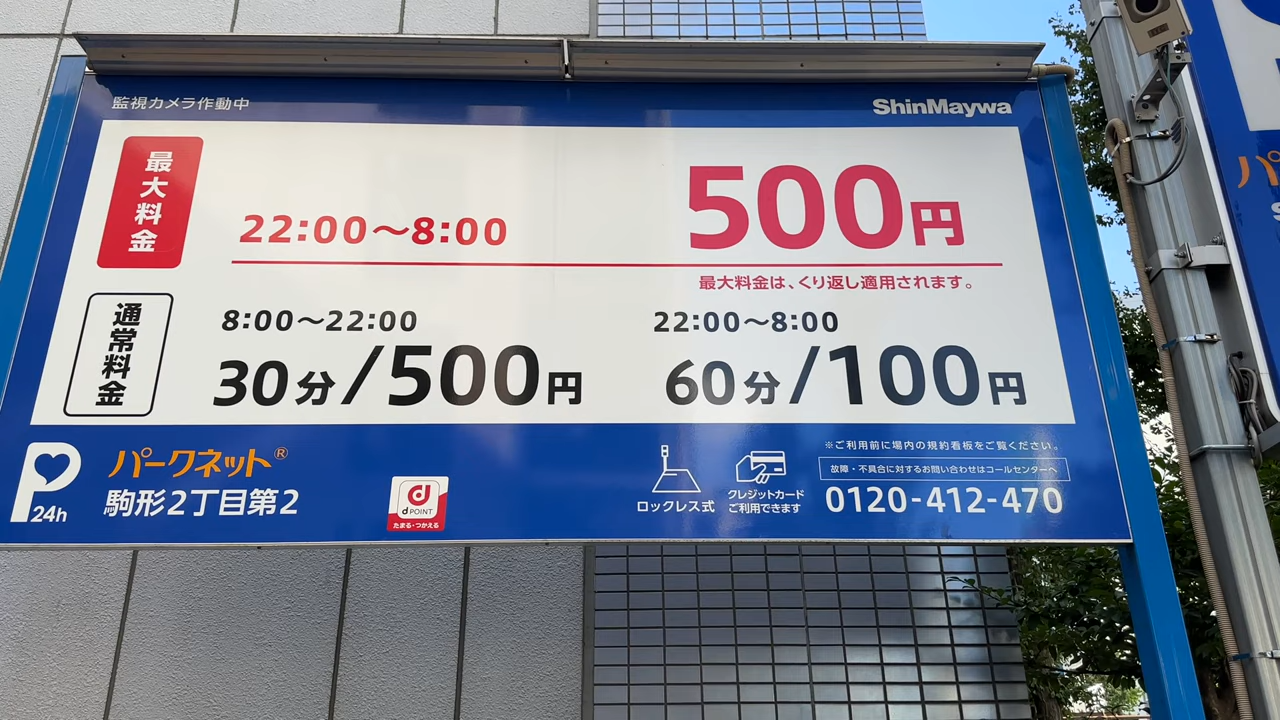 監視カメラ作動中
ShinMaywa
最大料金
22:00～8:00
500円
最大料金は、くり返し適用されます。
通常料金
8:00～22:00
30分/500円
22:00～8:00
60分/100円
P
24h
パークネット®
駒形2丁目第2
d
d POINT
たまる・つかえる
ロックレス式
クレジットカード
ご利用できます
※ご利用前に場内の規約看板をご覧ください。
故障・不具合に対するお問い合わせはコールセンターへ
0120-412-470